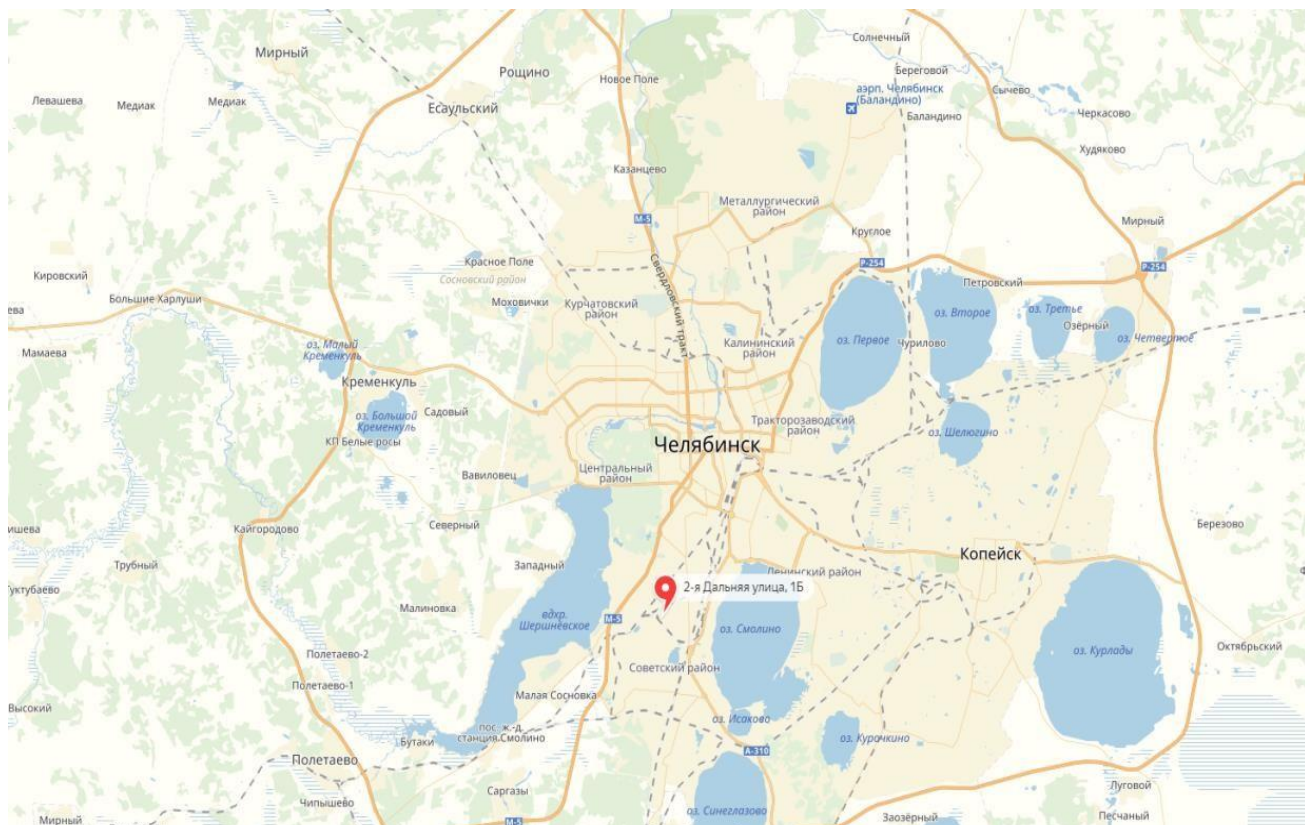 Солнечный
Мирный
Береговой
Рощино
Новое Поле
аэрп. Челябинск
(Баландино)
Сычево
Левашева
Медиак
Медиак
Есаульский
Баландино
Черкасово
Худяково
Казанцево
Металлургический
район
М-5
Мирный
Круглое
Красное Поле
Р-254
Р-254
Кировский
Сосновский район
Свердловский тракт
Петровский
Большие Харлуши
Моховички
Курчатовский
район
оз. Второе
оз. Третье
ева
Озёрный
оз. Первое
Чурилово
оз. Четвертое
Калининский
район
Мамаева
оз. Малый
Кременкуль
Кременкуль
Садовый
оз. Большой
Кременкуль
КП Белые росы
Тракторозаводский
район
оз. Шелюгино
Челябинск
Центральный
район
Вавиловец
Северный
Кайгородово
ишева
Березово
Трубный
Западный
Копейск
Ленинский район
Туктубаево
2-я Дальняя улица, 1Б
Малиновка
вдхр.
Шершнёвское
М-5
оз. Смолино
Октябрьский
оз. Курлады
Полетаево-2
Советский район
Полетаево-1
Малая Сосновка
Высокий
оз. Исаково
пос. ж.-д.
станция Смолино
Бутаки
оз. Курочкино
А-310
Полетаево
Луговой
Саргазы
Чипышево
оз. Синеглазово
Мирный
М-5
Заозёрный
Песчаный